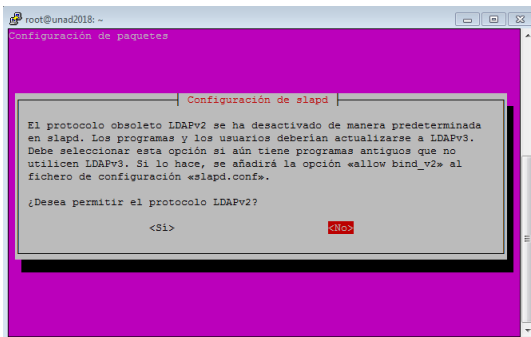 root@unad2018: ~
Configuración de paquetes
Configuración de slapd
El protocolo obsoleto LDAPv2 se ha desactivado de manera predeterminada
en slapd. Los programas y los usuarios deberían actualizarse a LDAPv3.
Debe seleccionar esta opción si aún tiene programas antiguos que no
utilicen LDAPv3. Si lo hace, se añadirá la opción «allow bind_v2» al
fichero de configuración «slapd.conf».
¿Desea permitir el protocolo LDAPv2?
<Sí> <No>